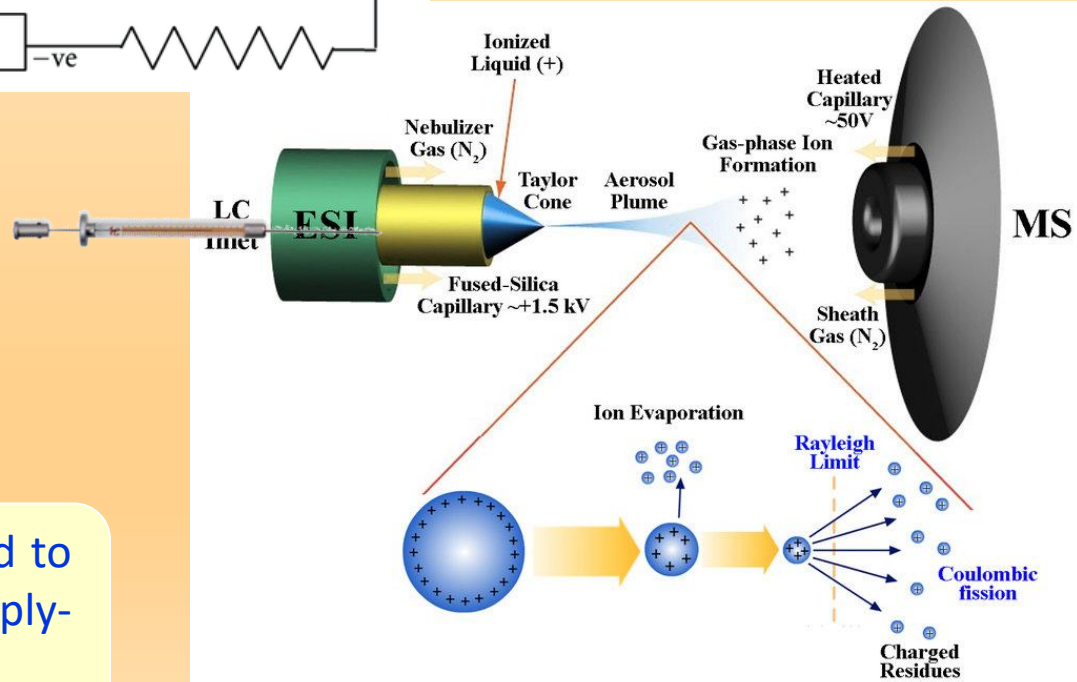 −ve
Ionized
Liquid (+)
Heated
Capillary
~50V
Nebulizer
Gas (N₂)
Gas-phase Ion
Formation
Taylor
Cone
Aerosol
Plume
LC
Inlet
ESI
MS
Fused-Silica
Capillary ~+1.5 kV
Sheath
Gas (N₂)
Ion Evaporation
Rayleigh
Limit
Coulombic
fission
Charged
Residues
d to
ply-